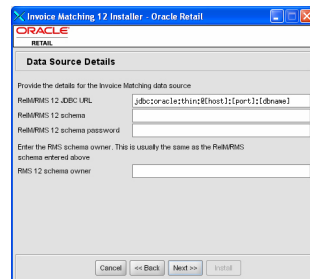 Invoice Matching 12 Installer - Oracle Retail
ORACLE
RETAIL
Data Source Details
Provide the details for the Invoice Matching data source
ReIM/RMS 12 JDBC URL jdbc:oracle:thin:@[host]:[port]:[dbname]
ReIM/RMS 12 schema
ReIM/RMS 12 schema password
Enter the RMS schema owner. This is usually the same as the ReIM/RMS
schema entered above
RMS 12 schema owner
Cancel << Back Next >> Install